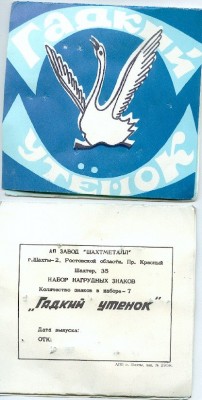 ГАДКИЙ
УТЁНОК
АП ЗАВОД "ШАХТМЕТАЛЛ"
г.Шахты-2, Ростовской области, Пр. Красный
Шахтер, 35
НАБОР НАГРУДНЫХ ЗНАКОВ
Количество знаков в наборе- 7
"Гадкий утенок"
Дата выпуска:
ОТК: